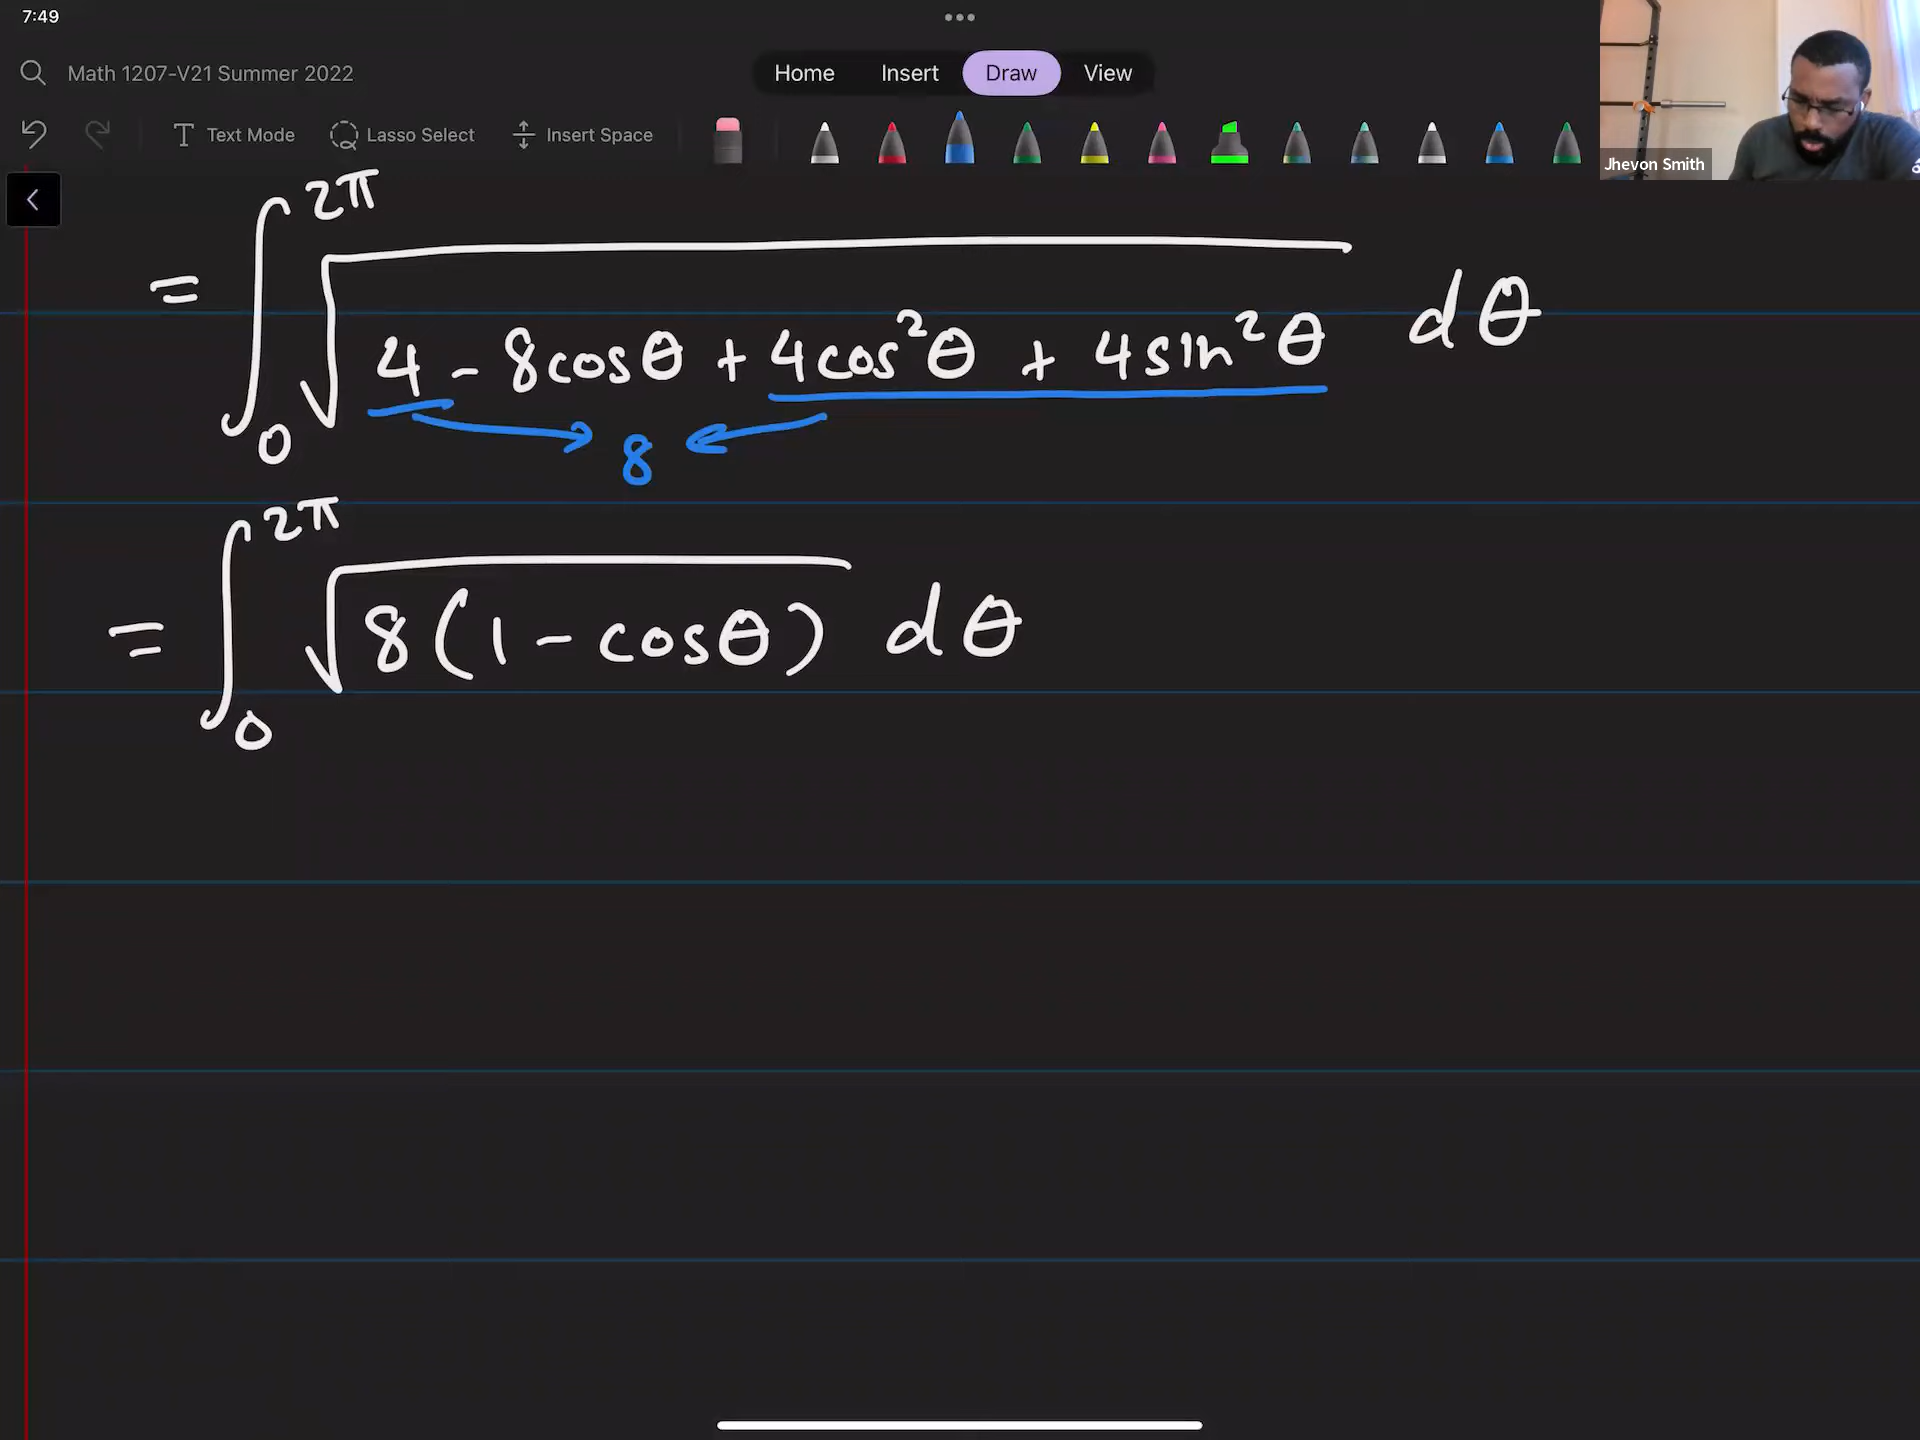 7:49
Math 1207-V21 Summer 2022
Home Insert Draw View
Text Mode Lasso Select Insert Space
Jhevon Smith
= ∫₀^2π √(4 - 8cosθ + 4cos²θ + 4sin²θ) dθ
8
= ∫₀^2π √(8(1 - cosθ)) dθ